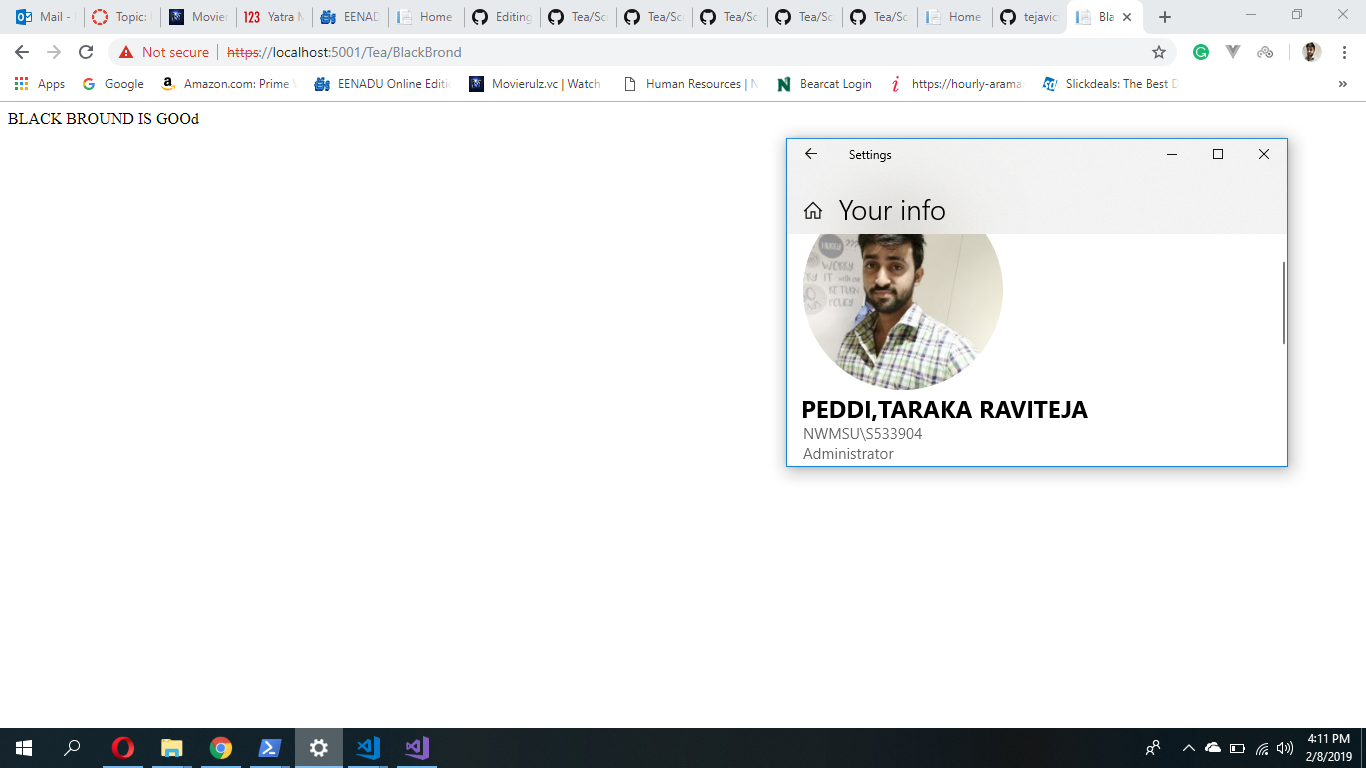 Mail -
Topic:
Movie
Yatra
EENAD
Home
Editing
Tea/Sc
Tea/Sc
Tea/Sc
Tea/Sc
Tea/Sc
Home
tejavic
Bla
Not secure
https://localhost:5001/Tea/BlackBrond
Apps
Google
Amazon.com: Prime
EENADU Online Editi
Movierulz.vc | Watch
Human Resources |
Bearcat Login
https://hourly-arama
Slickdeals: The Best D
BLACK BROUND IS GOOd
Settings
Your info
WORRY
RETURN
POLICY
PEDDI,TARAKA RAVITEJA
NWMSU\S533904
Administrator
4:11 PM
2/8/2019